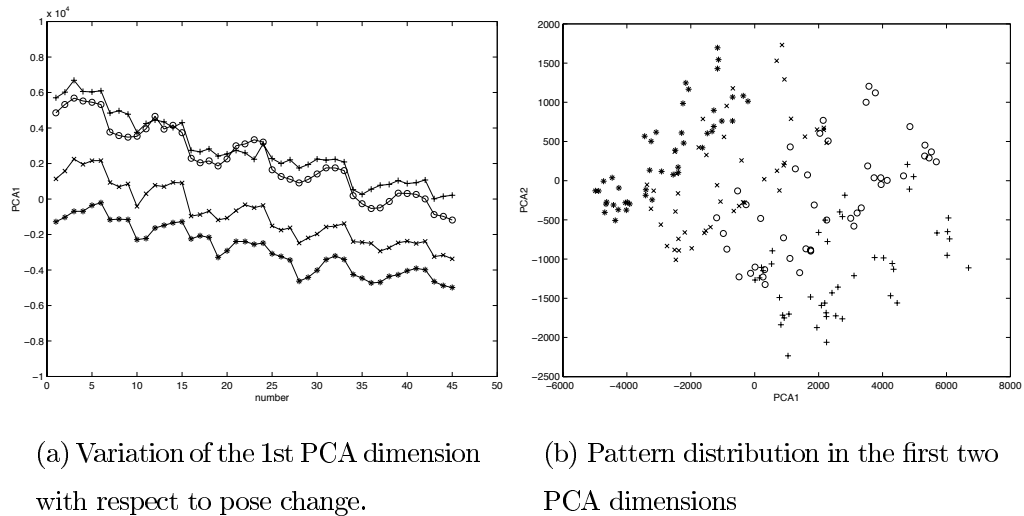 x 10⁴
1
0.8
0.6
0.4
0.2
0
−0.2
−0.4
−0.6
−0.8
−1
PCA1
0 5 10 15 20 25 30 35 40 45 50
number
2000
1500
1000
500
0
−500
−1000
−1500
−2000
−2500
PCA2
−6000 −4000 −2000 0 2000 4000 6000 8000
PCA1
(a) Variation of the 1st PCA dimension
with respect to pose change.
(b) Pattern distribution in the first two
PCA dimensions